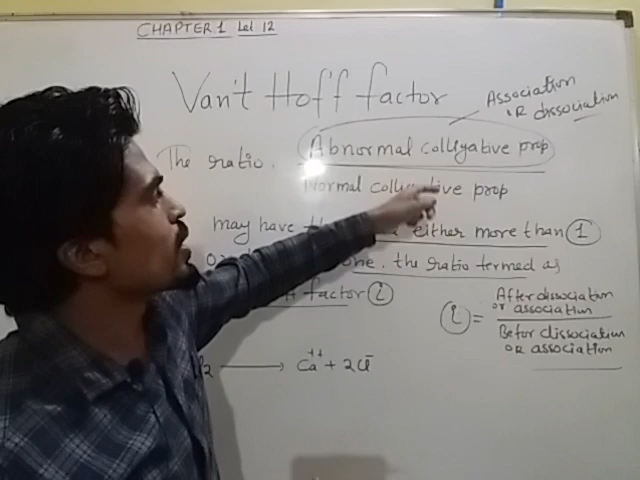 CHAPTER 1 Lec 12
Van't Hoff factor
Association
OR dissociation
The ratio. Abnormal colligative prop
Normal colligative prop
may have either more than 1
one. the ratio termed as
factor i
i = After dissociation
or association
Befor dissociation
OR association
l2 ⟶ Ca++ + 2Cl-